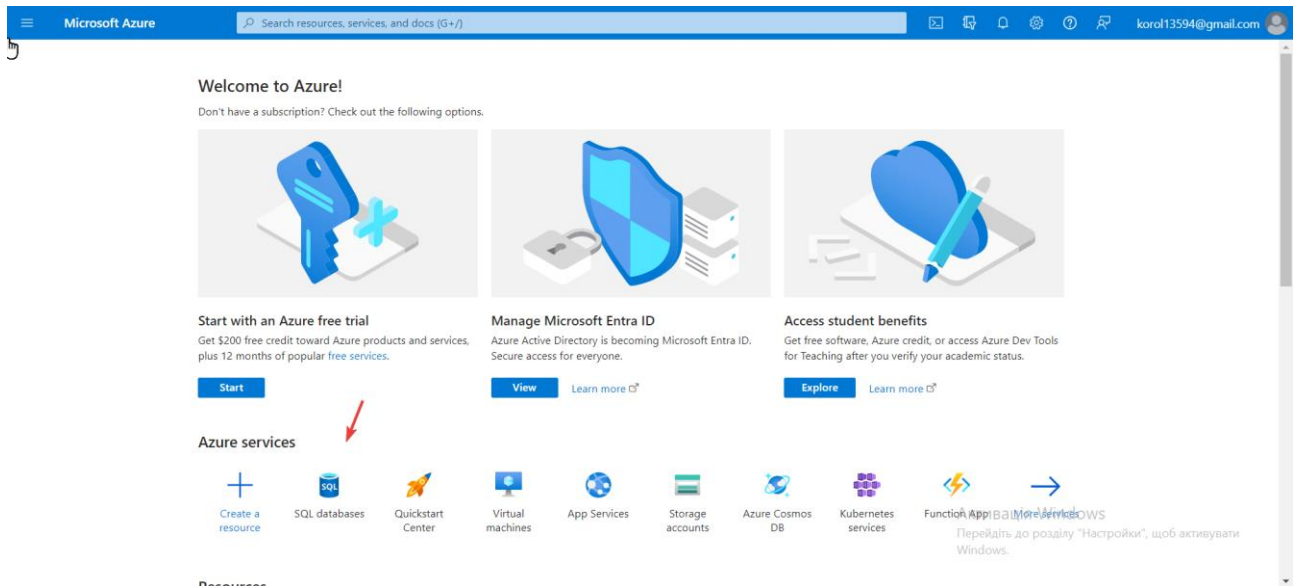 Microsoft Azure
Search resources, services, and docs (G+/)
korol13594@gmail.com
Welcome to Azure!
Don't have a subscription? Check out the following options.
Start with an Azure free trial
Get $200 free credit toward Azure products and services,
plus 12 months of popular free services.
Start
Manage Microsoft Entra ID
Azure Active Directory is becoming Microsoft Entra ID.
Secure access for everyone.
View
Learn more
Access student benefits
Get free software, Azure credit, or access Azure Dev Tools
for Teaching after you verify your academic status.
Explore
Learn more
Azure services
Create a
resource
SQL
SQL databases
Quickstart
Center
Virtual
machines
App Services
Storage
accounts
Azure Cosmos
DB
Kubernetes
services
Function App
More services
Активація Windows
Перейдіть до розділу "Настройки", щоб активувати
Windows.
Resources